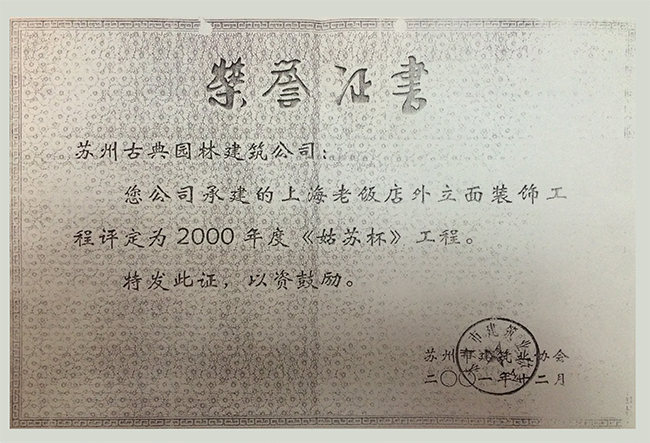 荣誉证书
苏州古典园林建筑公司：
您公司承建的上海老饭店外立面装饰工
程评定为2000年度《姑苏杯》工程。
特发此证，以资鼓励。
苏州市建筑业协会
二〇〇一年十二月